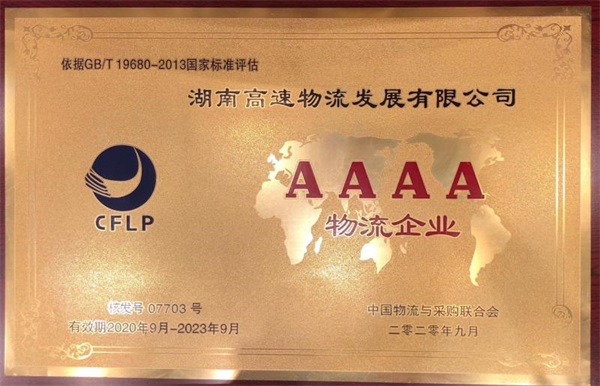 依据GB/T 19680-2013国家标准评估
湖南高速物流发展有限公司
CFLP
AAAA
物流企业
核发号 07703 号
有效期2020年9月-2023年9月
中国物流与采购联合会
二零二零年九月